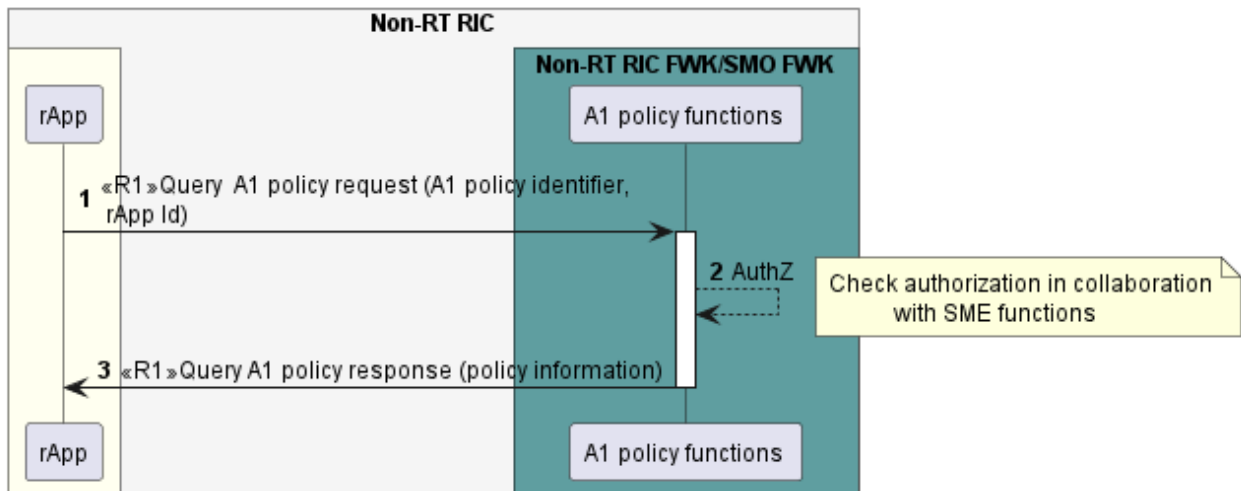 Non-RT RIC
Non-RT RIC FWK/SMO FWK
rApp
A1 policy functions
1 «R1»Query A1 policy request (A1 policy identifier,
rApp Id)
2 AuthZ
Check authorization in collaboration
with SME functions
3 «R1»Query A1 policy response (policy information)
rApp
A1 policy functions